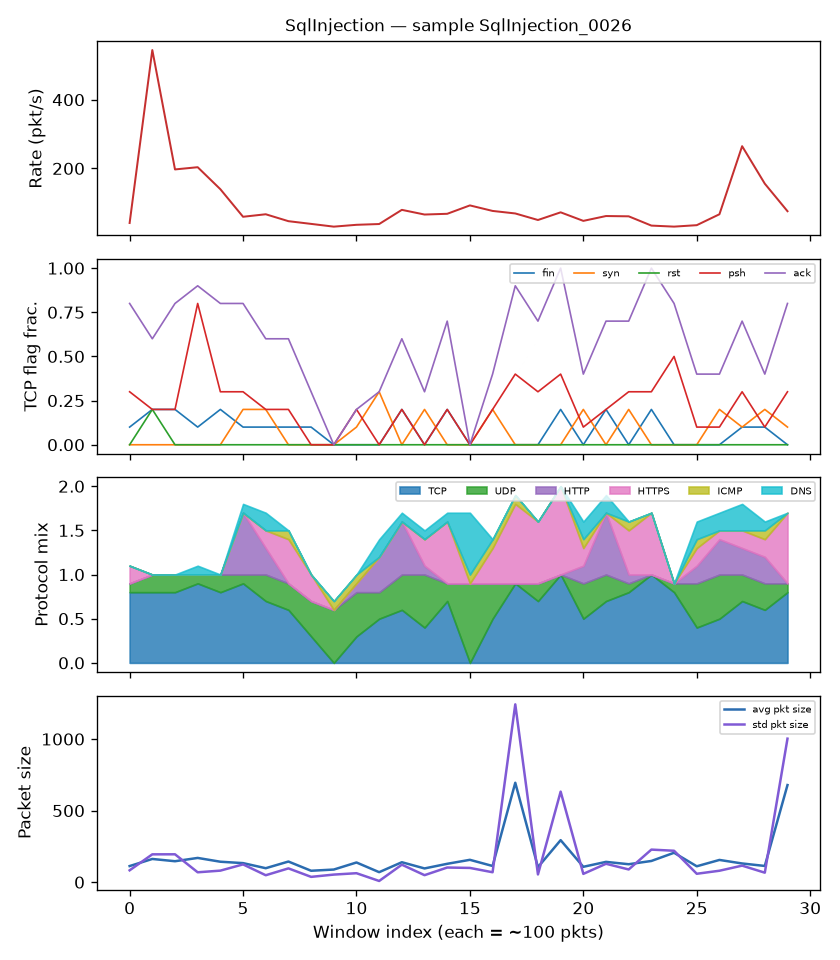 SqlInjection — sample SqlInjection_0026
Rate (pkt/s)
400
200
TCP flag frac.
1.00
0.75
0.50
0.25
0.00
fin syn rst psh ack
Protocol mix
2.0
1.5
1.0
0.5
0.0
TCP UDP HTTP HTTPS ICMP DNS
Packet size
1000
500
0
avg pkt size
std pkt size
0 5 10 15 20 25 30
Window index (each = ~100 pkts)